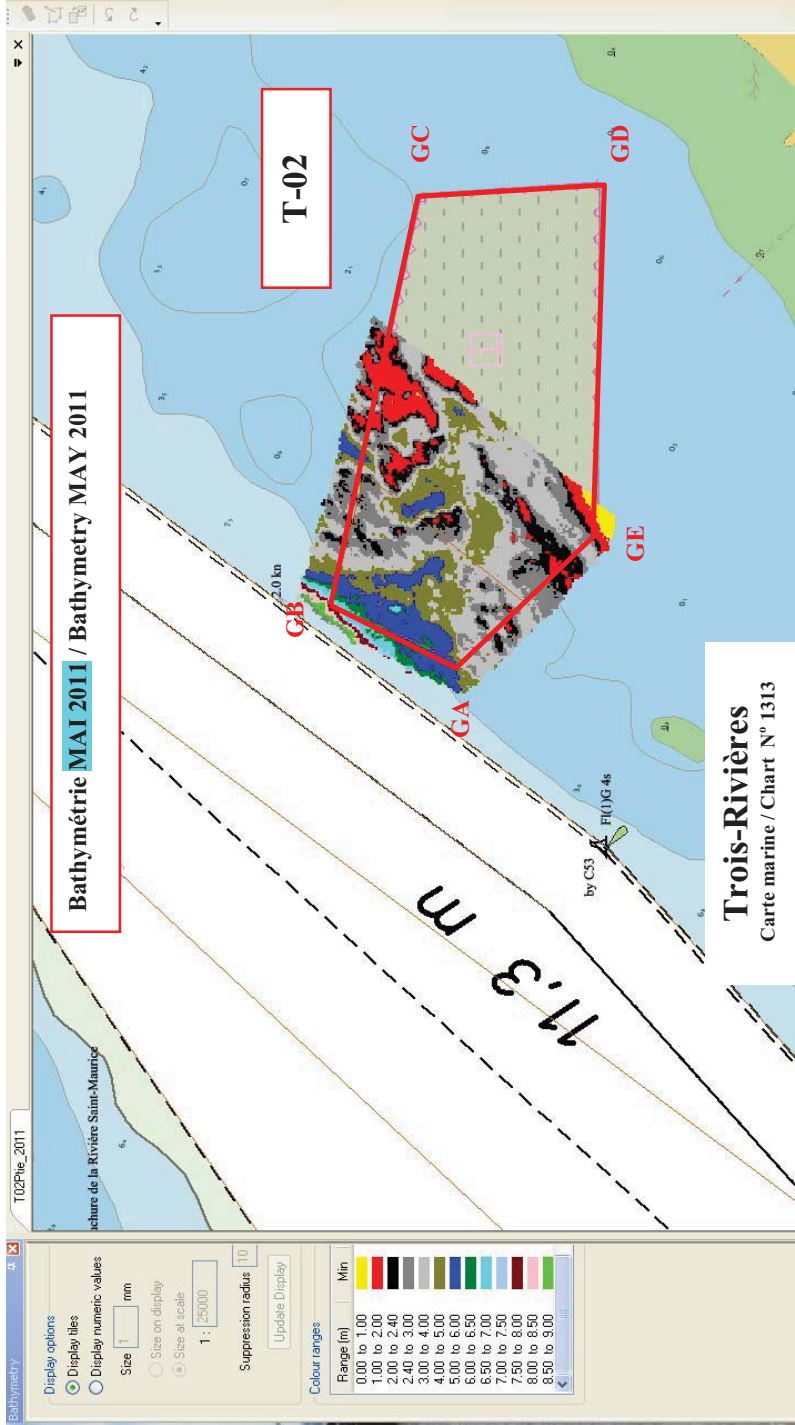 Bathymetry
Display options
Display tiles
Display numeric values
Size 1 mm
Size on display
Size at scale
1 : 25000
Suppression radius 10
Update Display
Colour ranges
Range (m) Min
0.00 to 1.00
1.00 to 2.00
2.00 to 2.40
2.40 to 3.00
3.00 to 4.00
4.00 to 5.00
5.00 to 6.00
6.00 to 6.50
6.50 to 7.00
7.00 to 7.50
7.50 to 8.00
8.00 to 8.50
8.50 to 9.00
T02Ptie_2011
uchure de la Rivière Saint-Maurice
Bathymétrie MAI 2011 / Bathymetry MAY 2011
T-02
GC
GD
GB
2.0 kn
GA
GE
11,3 m
by C53
Fl(1)G 4s
Trois-Rivières
Carte marine / Chart N° 1313